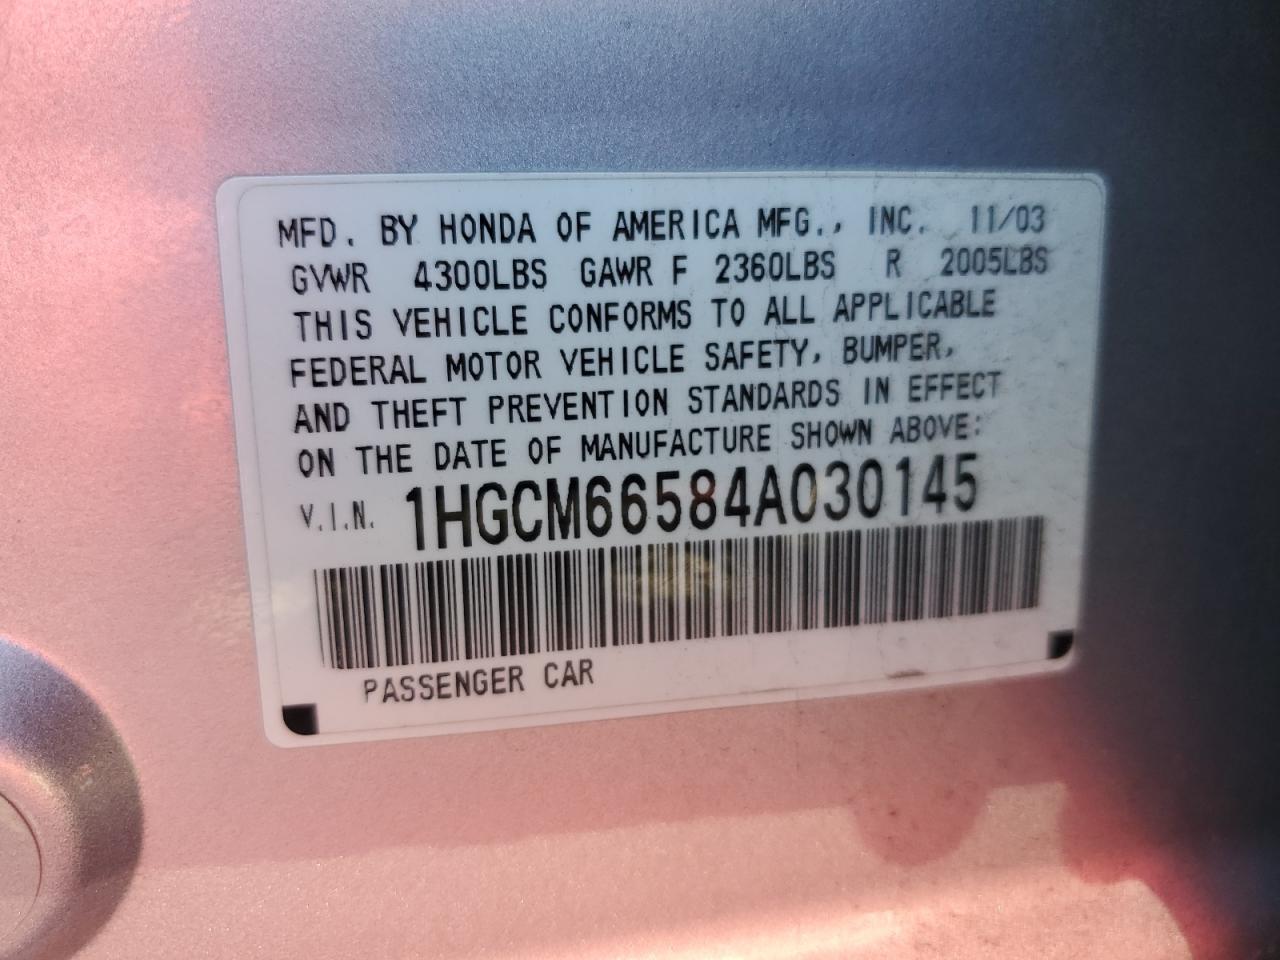 MFD. BY HONDA OF AMERICA MFG., INC. 11/03
GVWR 4300LBS GAWR F 2360LBS R 2005LBS
THIS VEHICLE CONFORMS TO ALL APPLICABLE
FEDERAL MOTOR VEHICLE SAFETY, BUMPER,
AND THEFT PREVENTION STANDARDS IN EFFECT
ON THE DATE OF MANUFACTURE SHOWN ABOVE:
V.I.N. 1HGCM66584A030145
PASSENGER CAR